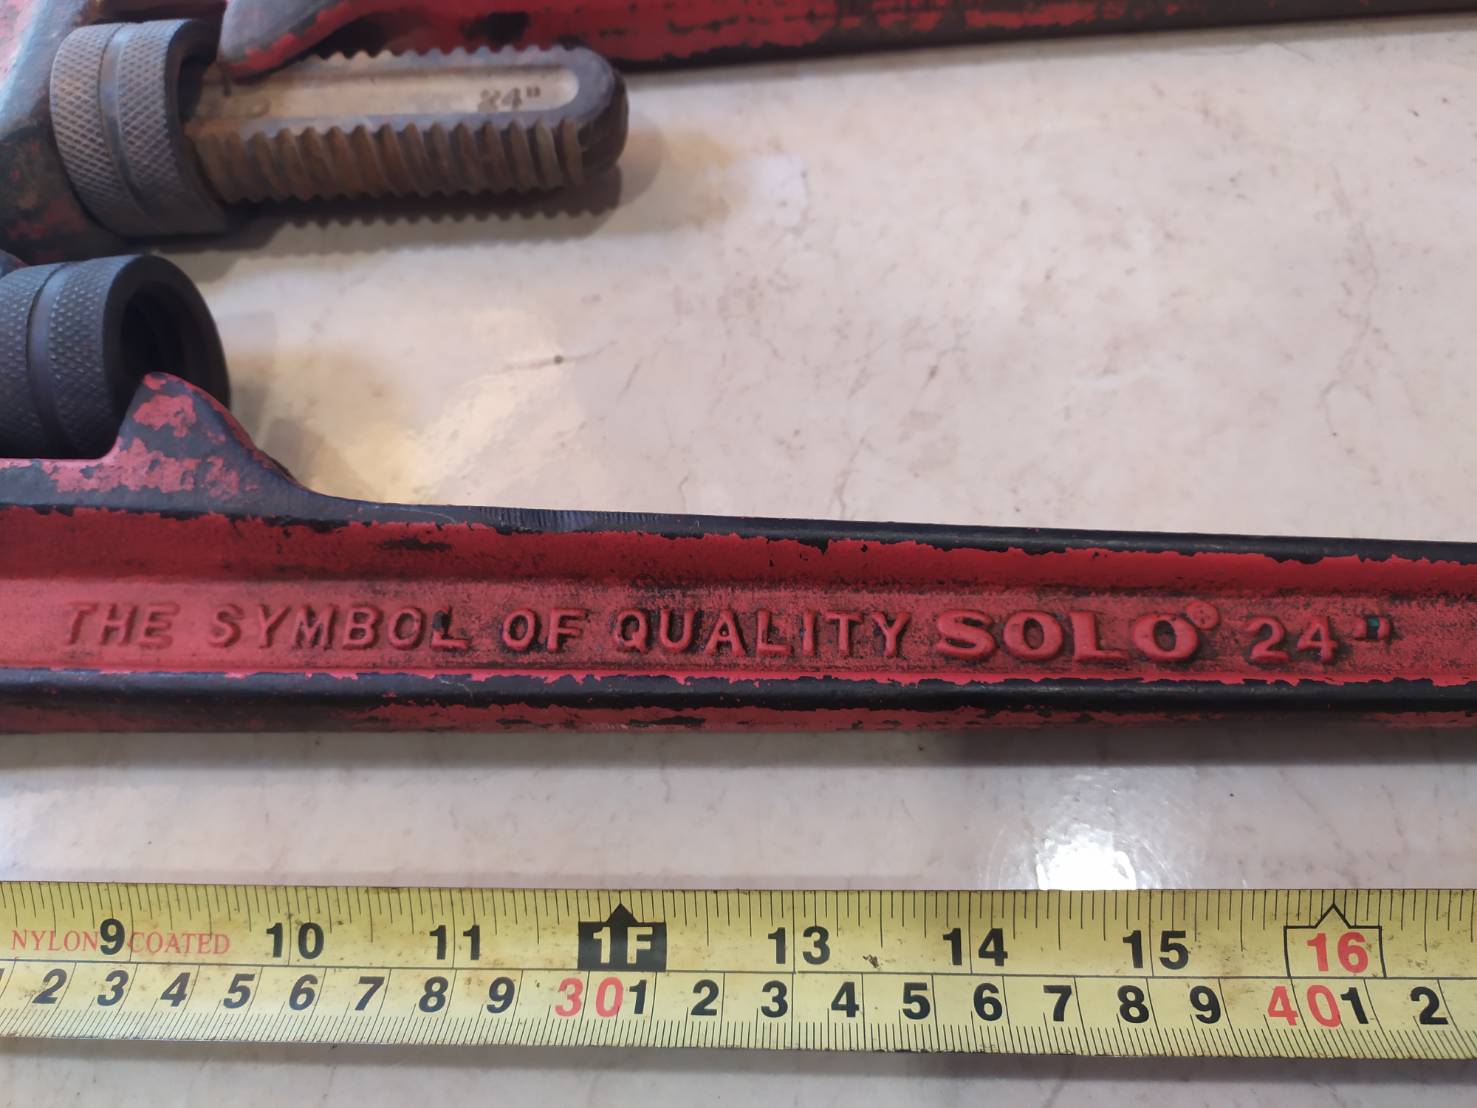 24"
THE SYMBOL OF QUALITY SOLO® 24"
NYLON COATED
9 10 11 1F 13 14 15 16
2 3 4 5 6 7 8 9 30 1 2 3 4 5 6 7 8 9 40 1 2